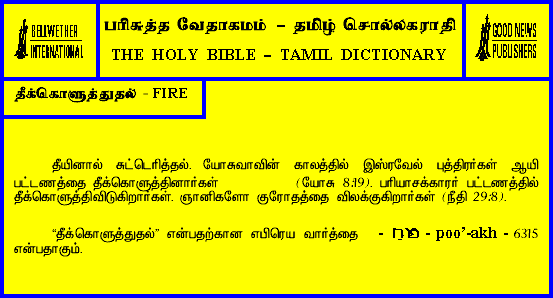 BELLWETHER
INTERNATIONAL
பரிசுத்த வேதாகமம் – தமிழ் சொல்லகராதி
THE HOLY BIBLE – TAMIL DICTIONARY
GOOD NEWS
PUBLISHERS
தீக்கொளுத்துதல் - FIRE
தீயினால் சுட்டெரித்தல். யோசுவாவின் காலத்தில் இஸ்ரவேல் புத்திரர்கள் ஆயி
பட்டணத்தை தீக்கொளுத்தினார்கள் (யோசு 8:19). பரியாசக்காரர் பட்டணத்தில்
தீக்கொளுத்திவிடுகிறார்கள். ஞானிகளோ குரோதத்தை விலக்குகிறார்கள் (நீதி 29:8).
“தீக்கொளுத்துதல்” என்பதற்கான எபிரெய வார்த்தை - - poo’-akh - 6315
என்பதாகும்.